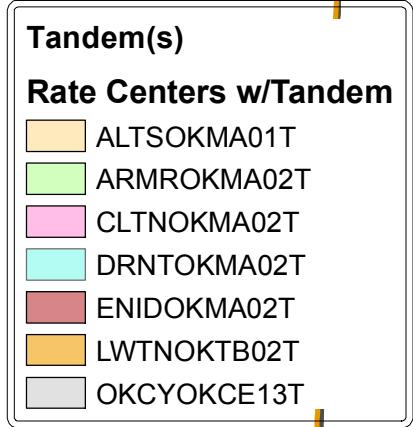 Tandem(s)
Rate Centers w/Tandem
ALTSOKMA01T
ARMROKMA02T
CLTNOKMA02T
DRNTOKMA02T
ENIDOKMA02T
LWTNOKTB02T
OKCYOKCE13T